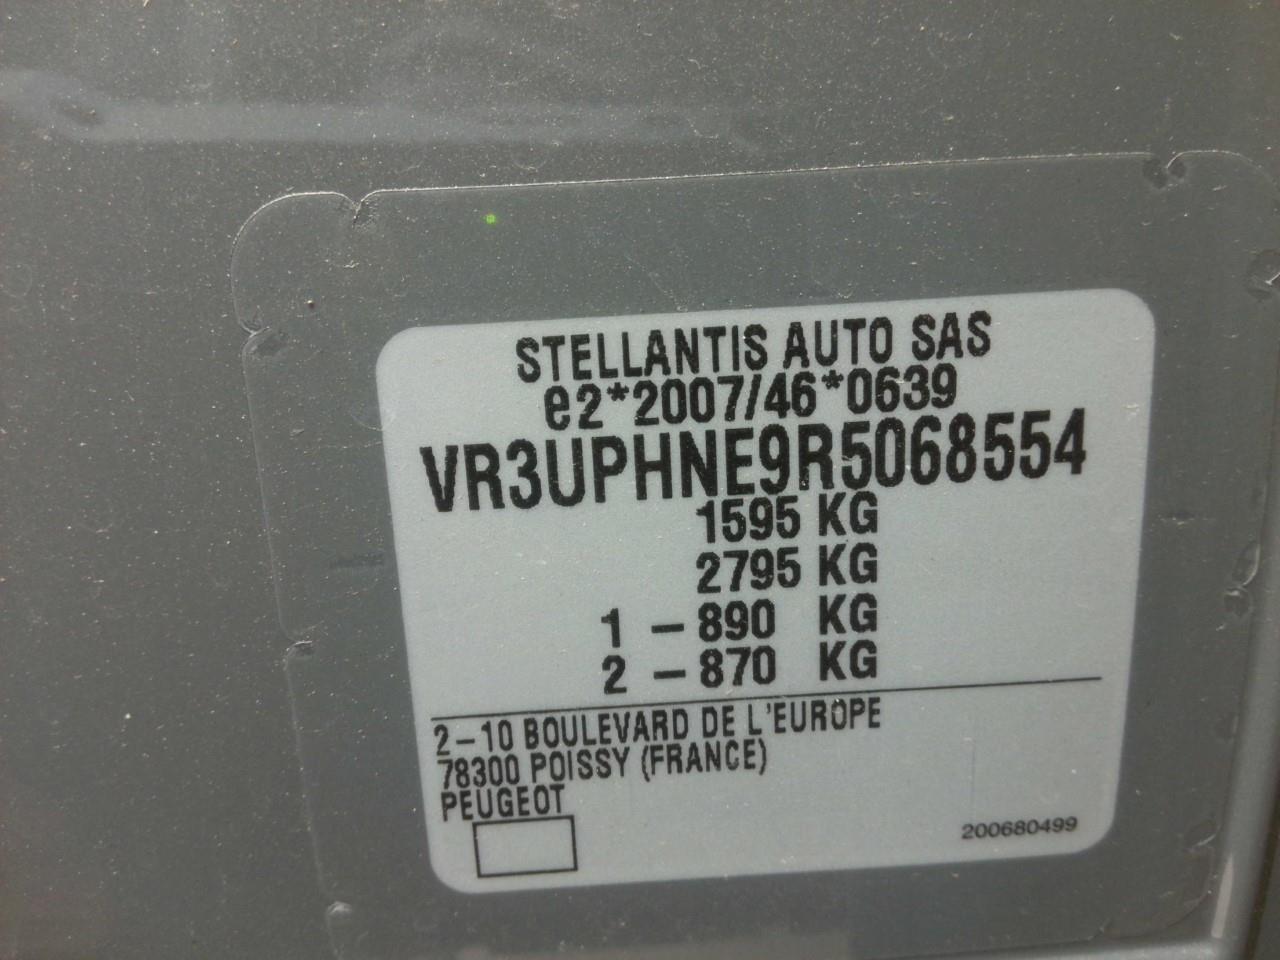 STELLANTIS AUTO SAS
e2*2007/46*0639
VR3UPHNE9R5068554
1595 KG
2795 KG
1 – 890 KG
2 – 870 KG
2–10 BOULEVARD DE L'EUROPE
78300 POISSY (FRANCE)
PEUGEOT
200680499